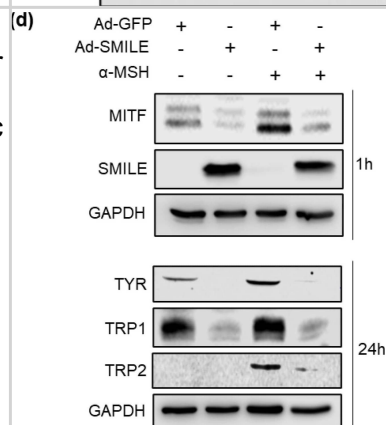 (d)
Ad-GFP + - + -
Ad-SMILE - + - +
α-MSH - - + +
MITF
SMILE
1h
GAPDH
TYR
TRP1
24h
TRP2
GAPDH